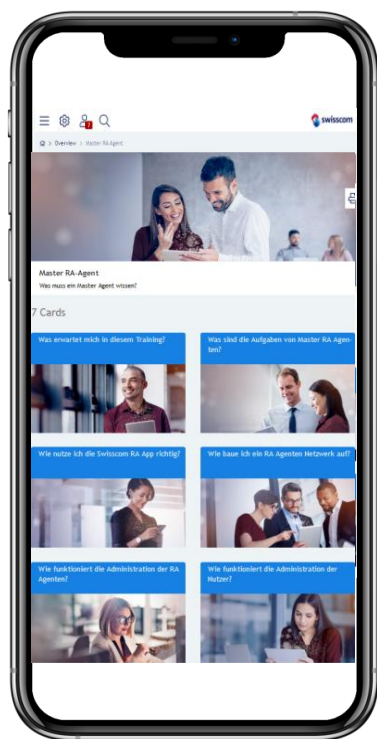 7
swisscom
> Overview > Master RA Agent
Master RA-Agent
Was muss ein Master Agent wissen?
7 Cards
Was erwartet mich in diesem Training?
Was sind die Aufgaben von Master RA Agen-
ten?
Wie nutze ich die Swisscom RA App richtig?
Wie baue ich ein RA Agenten Netzwerk auf?
Wie funktioniert die Administration der RA
Agenten?
Wie funktioniert die Administration der
Nutzer?